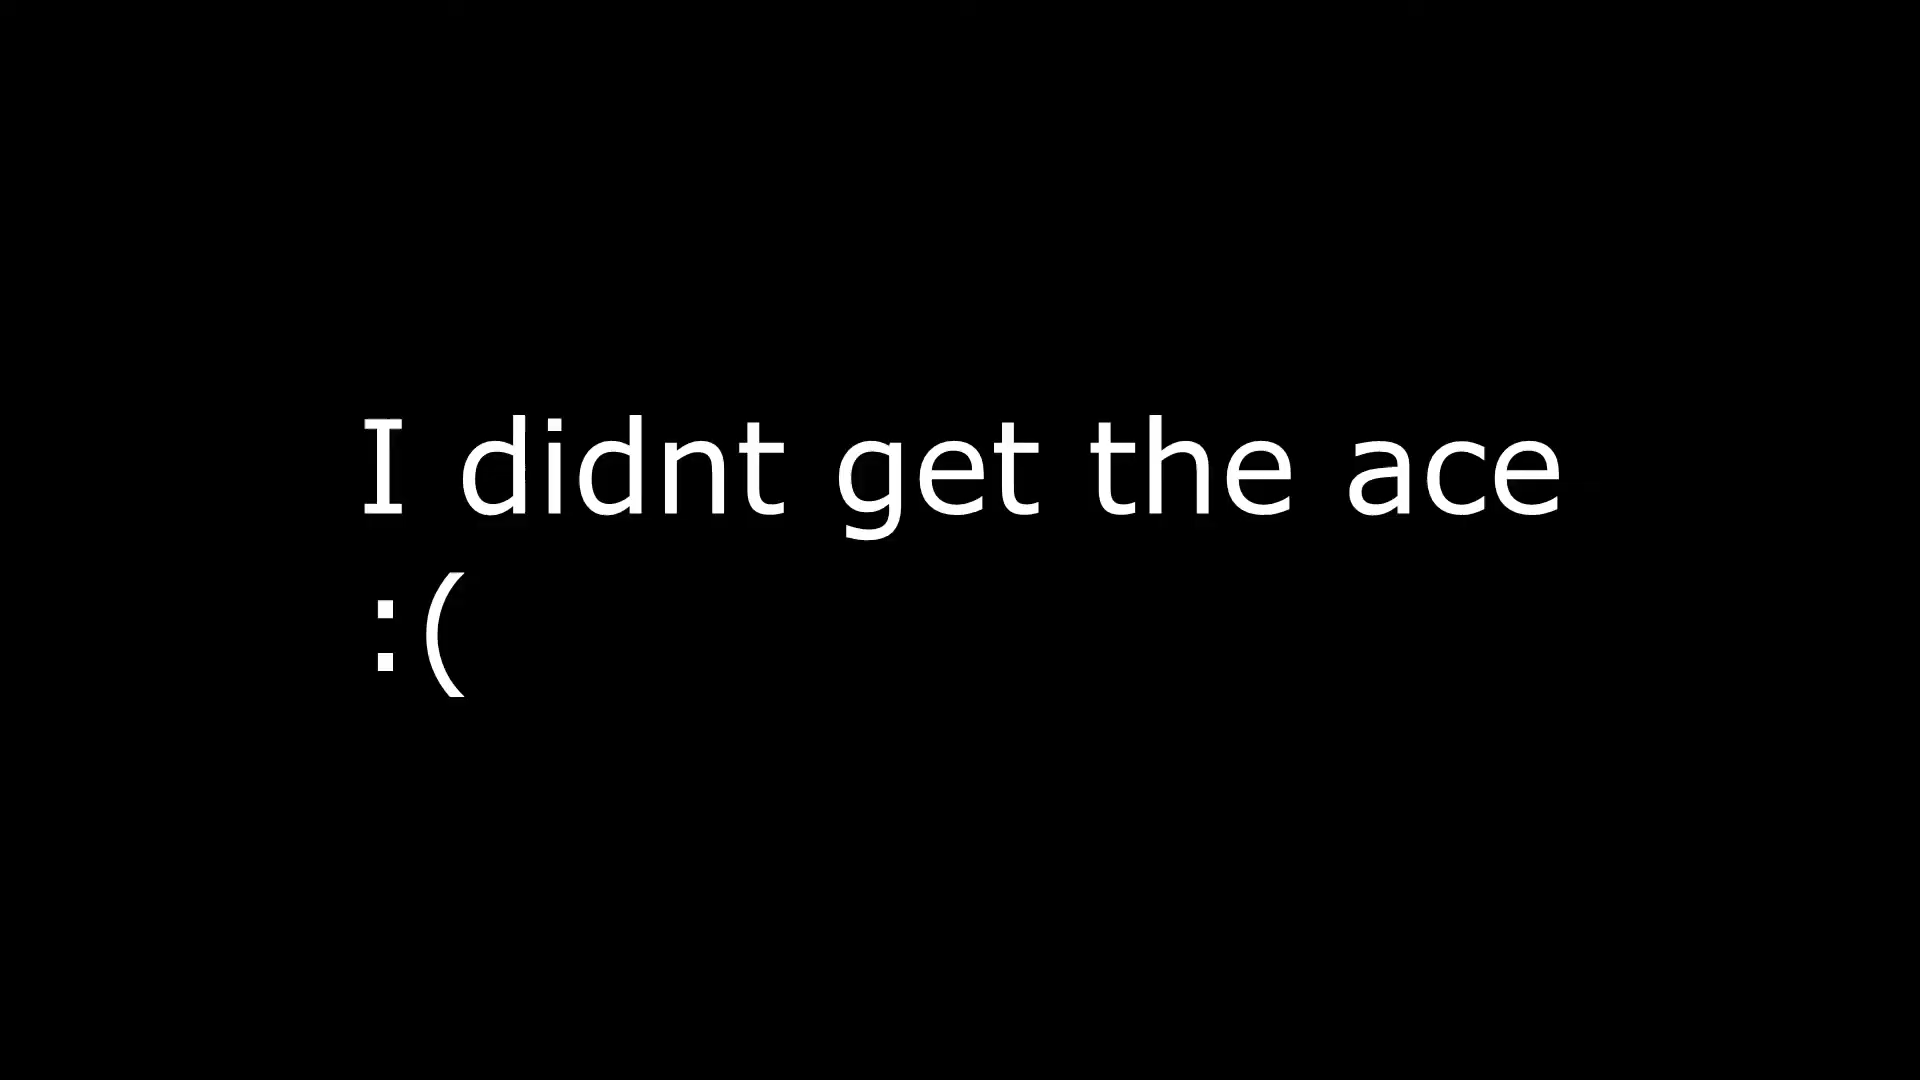 I didnt get the ace
:(